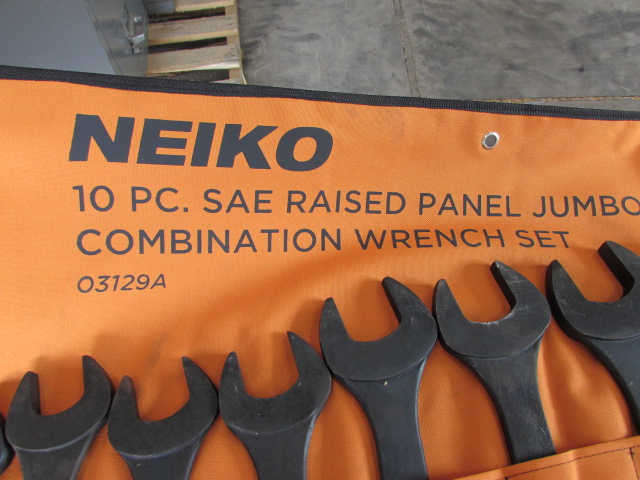 NEIKO
10 PC. SAE RAISED PANEL JUMBO
COMBINATION WRENCH SET
03129A